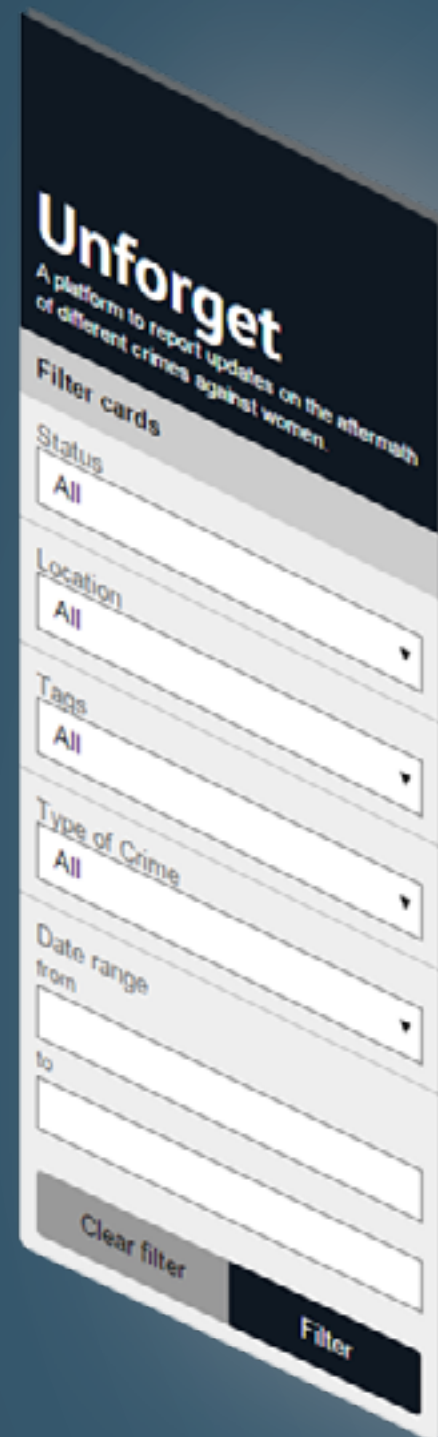 Unforget
A platform to report updates on the aftermath
of different crimes against women.
Filter cards
Status
All
Location
All
Tags
All
Type of Crime
All
Date range
from
to
Clear filter
Filter